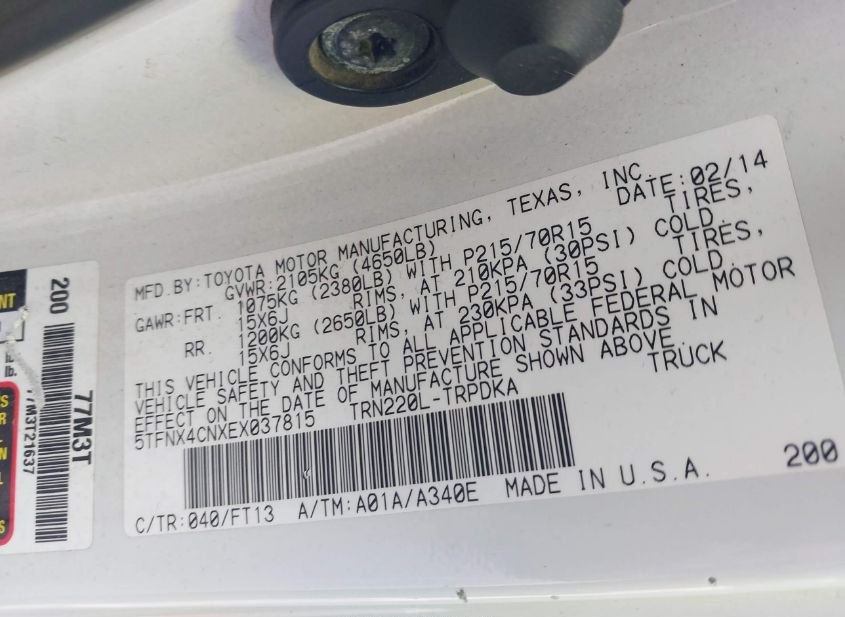 MFD.BY:TOYOTA MOTOR MANUFACTURING, TEXAS, INC.
GVWR:2105KG (4650LB) DATE:02/14
GAWR:FRT. 1075KG (2380LB) WITH P215/70R15 TIRES,
15X6J RIMS, AT 210KPA (30PSI) COLD.
RR. 1200KG (2650LB) WITH P215/70R15 TIRES,
15X6J RIMS, AT 230KPA (33PSI) COLD.
THIS VEHICLE CONFORMS TO ALL APPLICABLE FEDERAL MOTOR
VEHICLE SAFETY AND THEFT PREVENTION STANDARDS IN
EFFECT ON THE DATE OF MANUFACTURE SHOWN ABOVE.
5TFNX4CNXEX037815 TRN220L-TRPDKA TRUCK
C/TR:040/FT13 A/TM:A01A/A340E MADE IN U.S.A. 200
200
77M3T
77M3T21637
NT
lb.